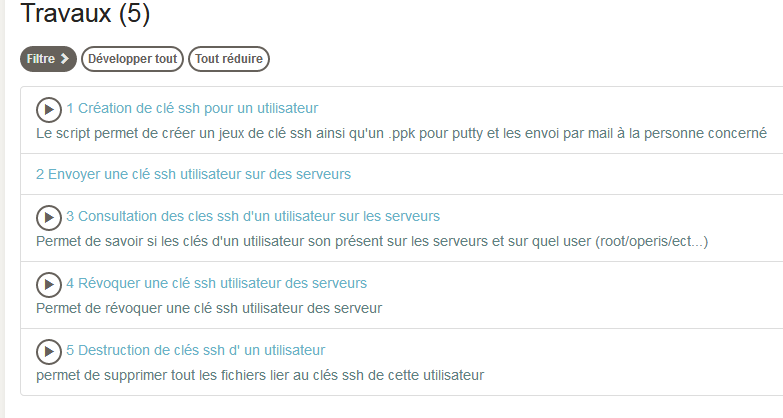 Travaux (5)
Filtre
Développer tout
Tout réduire
1 Création de clé ssh pour un utilisateur
Le script permet de créer un jeux de clé ssh ainsi qu'un .ppk pour putty et les envoi par mail à la personne concerné
2 Envoyer une clé ssh utilisateur sur des serveurs
3 Consultation des cles ssh d'un utilisateur sur les serveurs
Permet de savoir si les clés d'un utilisateur son présent sur les serveurs et sur quel user (root/operis/ect...)
4 Révoquer une clé ssh utilisateur des serveurs
Permet de révoquer une clé ssh utilisateur des serveur
5 Destruction de clés ssh d' un utilisateur
permet de supprimer tout les fichiers lier au clés ssh de cette utilisateur